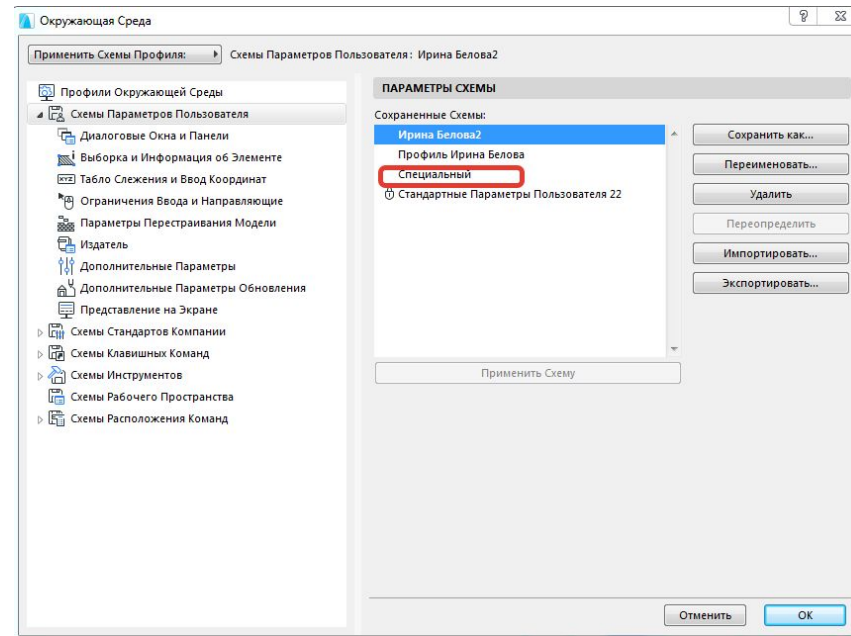 Окружающая Среда
Применить Схемы Профиля:
Схемы Параметров Пользователя: Ирина Белова2
Профили Окружающей Среды
Схемы Параметров Пользователя
Диалоговые Окна и Панели
Выборка и Информация об Элементе
Табло Слежения и Ввод Координат
Ограничения Ввода и Направляющие
Параметры Перестраивания Модели
Издатель
Дополнительные Параметры
Дополнительные Параметры Обновления
Представление на Экране
Схемы Стандартов Компании
Схемы Клавишных Команд
Схемы Инструментов
Схемы Рабочего Пространства
Схемы Расположения Команд
ПАРАМЕТРЫ СХЕМЫ
Сохраненные Схемы:
Ирина Белова2
Профиль Ирина Белова
Специальный
Стандартные Параметры Пользователя 22
Применить Схему
Сохранить как...
Переименовать...
Удалить
Переопределить
Импортировать...
Экспортировать...
Отменить
OK